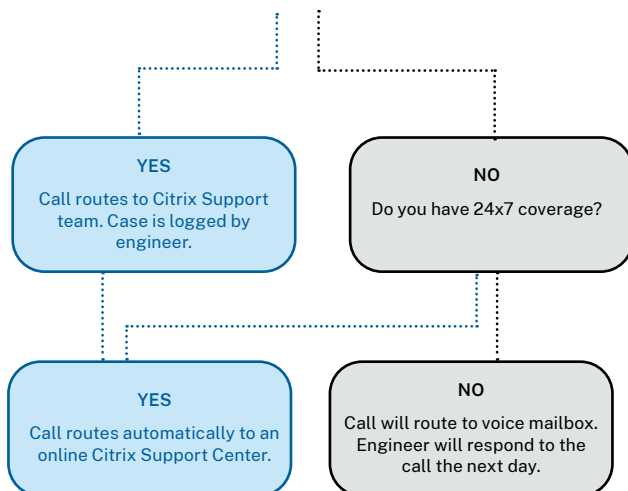 YES
Call routes to Citrix Support
team. Case is logged by
engineer.
NO
Do you have 24x7 coverage?
YES
Call routes automatically to an
online Citrix Support Center.
NO
Call will route to voice mailbox.
Engineer will respond to the
call the next day.